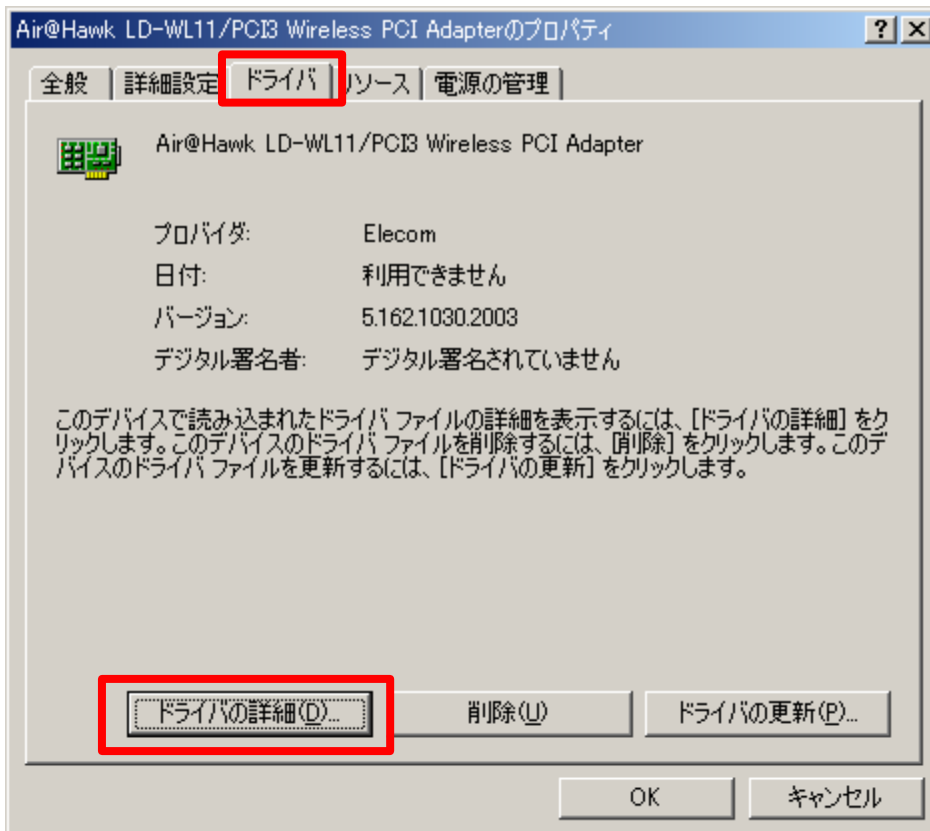 Air@Hawk LD-WL11/PCI3 Wireless PCI Adapterのプロパティ
全般 詳細設定 ドライバ リソース 電源の管理
Air@Hawk LD-WL11/PCI3 Wireless PCI Adapter
プロバイダ: Elecom
日付: 利用できません
バージョン: 5.162.1030.2003
デジタル署名者: デジタル署名されていません
このデバイスで読み込まれたドライバ ファイルの詳細を表示するには、[ドライバの詳細] をク
リックします。このデバイスのドライバ ファイルを削除するには、[削除] をクリックします。このデ
バイスのドライバ ファイルを更新するには、[ドライバの更新] をクリックします。
ドライバの詳細(D)... 削除(U) ドライバの更新(P)...
OK キャンセル